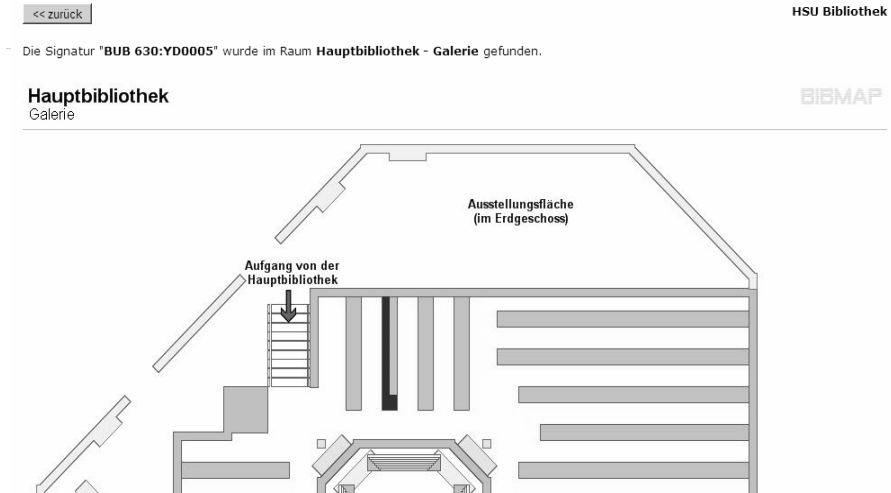 << zurück
HSU Bibliothek
Die Signatur "BUB 630:YD0005" wurde im Raum Hauptbibliothek - Galerie gefunden.
Hauptbibliothek
BIBMAP
Galerie
Ausstellungsfläche
(im Erdgeschoss)
Aufgang von der
Hauptbibliothek